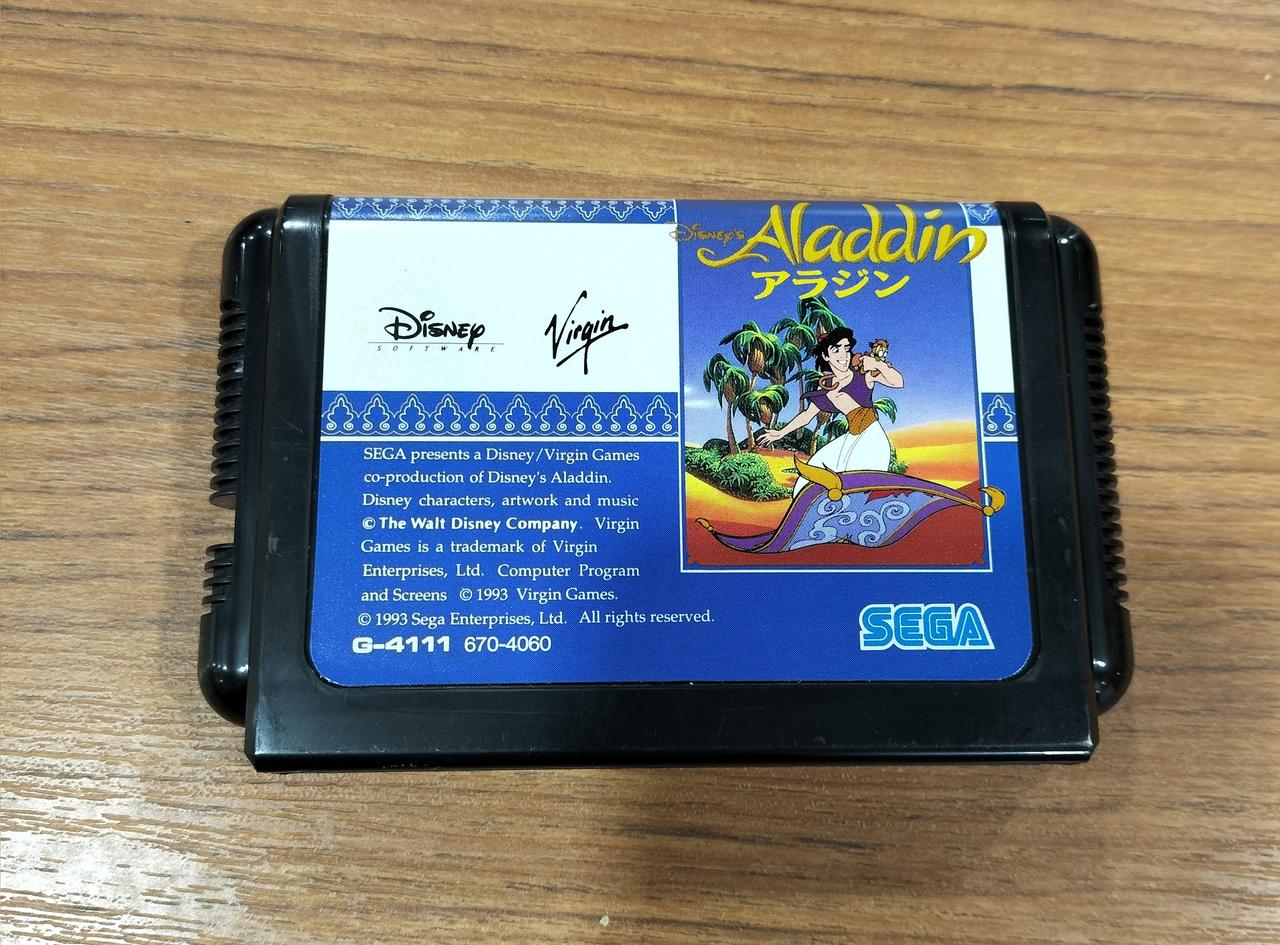 Disney's Aladdin
アラジン
Disney Virgin
SOFTWARE
SEGA presents a Disney/Virgin Games
co-production of Disney's Aladdin.
Disney characters, artwork and music
© The Walt Disney Company. Virgin
Games is a trademark of Virgin
Enterprises, Ltd. Computer Program
and Screens © 1993 Virgin Games.
© 1993 Sega Enterprises, Ltd. All rights reserved.
G-4111 670-4060
SEGA